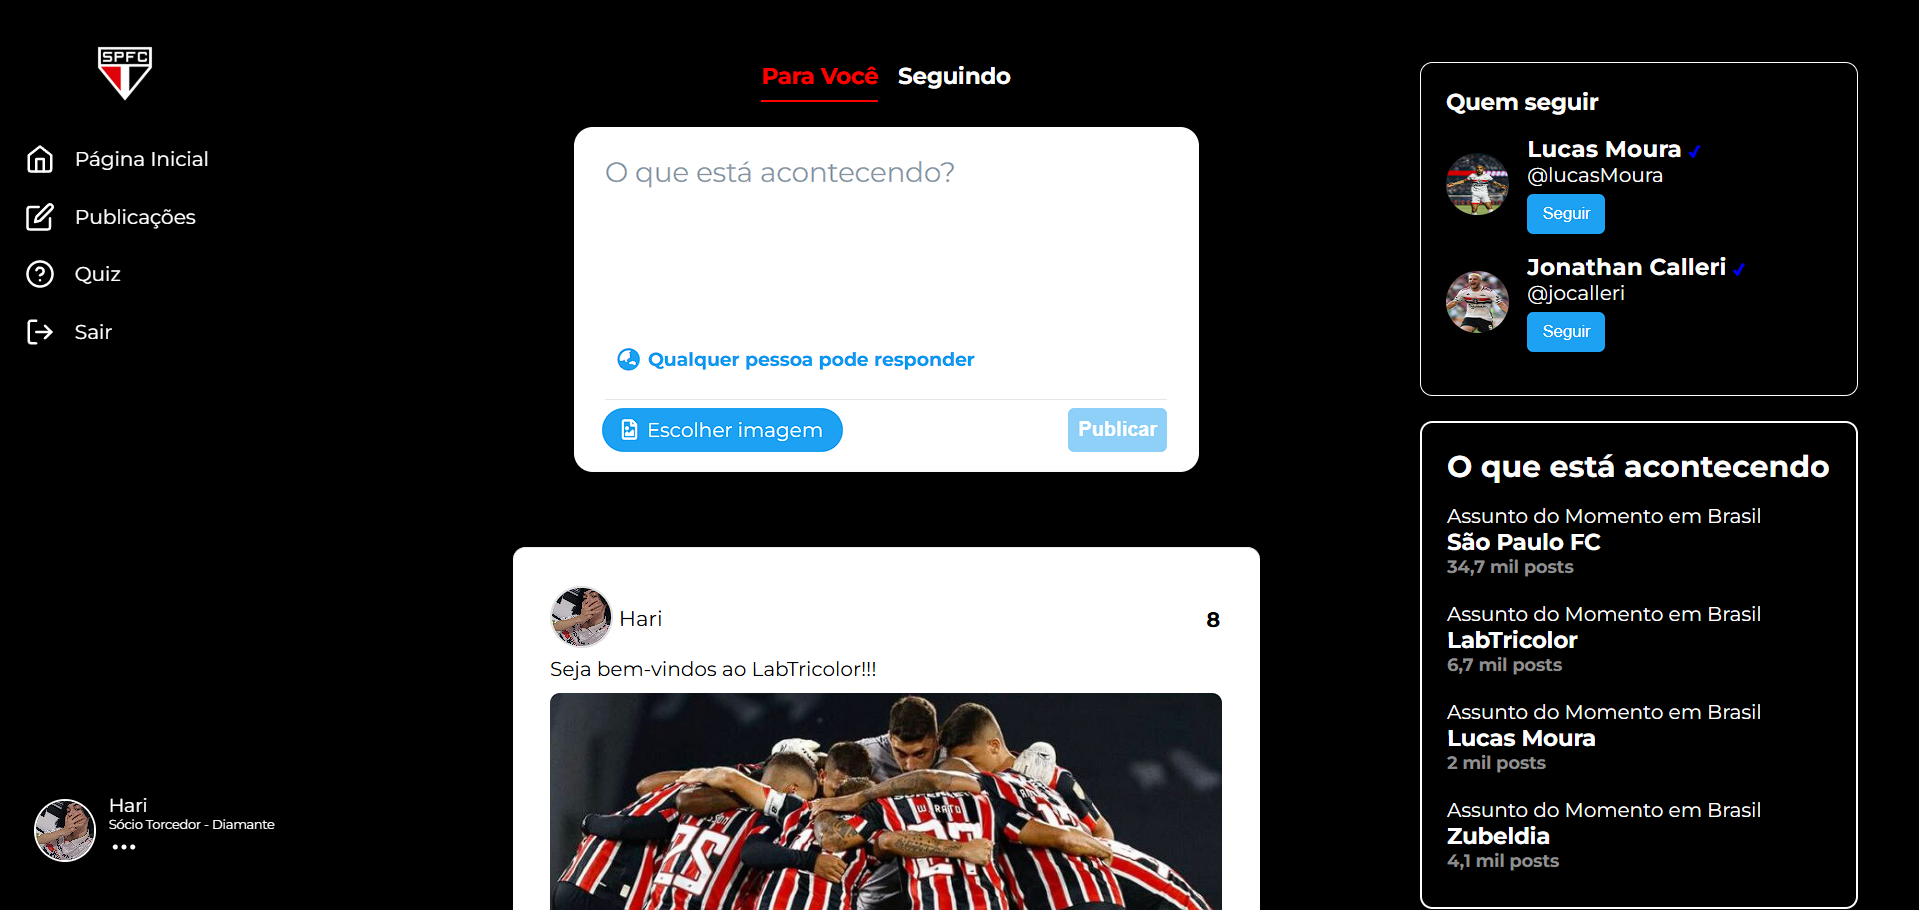 SPFC
Página Inicial
Publicações
Quiz
Sair
Hari
Sócio Torcedor - Diamante
Para Você Seguindo
O que está acontecendo?
Qualquer pessoa pode responder
Escolher imagem
Publicar
Hari
8
Seja bem-vindos ao LabTricolor!!!
W. RATO
25
27
Quem seguir
Lucas Moura
@lucasMoura
Seguir
Jonathan Calleri
@jocalleri
Seguir
O que está acontecendo
Assunto do Momento em Brasil
São Paulo FC
34,7 mil posts
Assunto do Momento em Brasil
LabTricolor
6,7 mil posts
Assunto do Momento em Brasil
Lucas Moura
2 mil posts
Assunto do Momento em Brasil
Zubeldia
4,1 mil posts